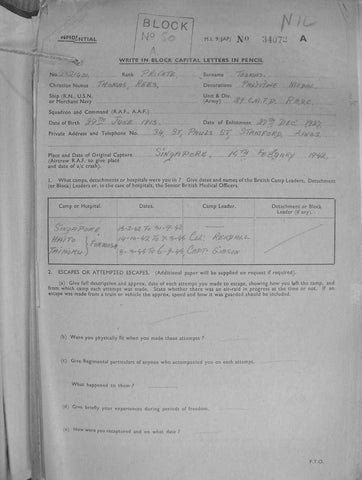 NIL
BLOCK
No 50
A
CONFIDENTIAL
M.I. 9/JAP/ No 34072 A
WRITE IN BLOCK CAPITAL LETTERS IN PENCIL
No. Rank PRIVATE. Surname THOMAS.
Christian Names THOMAS REES. Decorations
Ship (R.N., U.S.N. or Merchant Navy) Unit & Div. (Army)
Squadron and Command (R.A.F., A.A.F.)
Date of Birth 29TH JUNE 1913. Date of Enlistment DEC
Private Address and Telephone No. 34, ST. PAULS ST, STAMFORD, LINCS
Place and Date of Original Capture SINGAPORE. 15TH FEBRUARY 1942.
(Aircrew R.A.F. to give place
and date of a/c crash).
1. What camps, detachments or hospitals were you in? Give dates and names of the British Camp Leaders, Detachment
(or Block) Leaders or, in the case of hospitals, the Senior British Medical Officers.
Camp or Hospital. Dates. Camp Leader. Detachment or Block Leader (if any).
SINGAPORE
HAITO FORMOSA COL: 
TAIHOKU CAPT: GIBSON
2. ESCAPES OR ATTEMPTED ESCAPES. (Additional paper will be supplied on request if required).
(a) Give full description and approx. date of each attempt you made to escape, showing how you left the camp, and
from which camp each attempt was made. State whether there was an air-raid in progress at the time or not. If an
escape was made from a train or vehicle the approx. speed and how it was guarded should be included.
(b) Were you physically fit when you made these attempts?
(c) Give Regimental particulars of anyone who accompanied you on each attempt.
What happened to them?
(d) Give briefly your experiences during periods of freedom.
(e) How were you recaptured and on what date?
P.T.O.